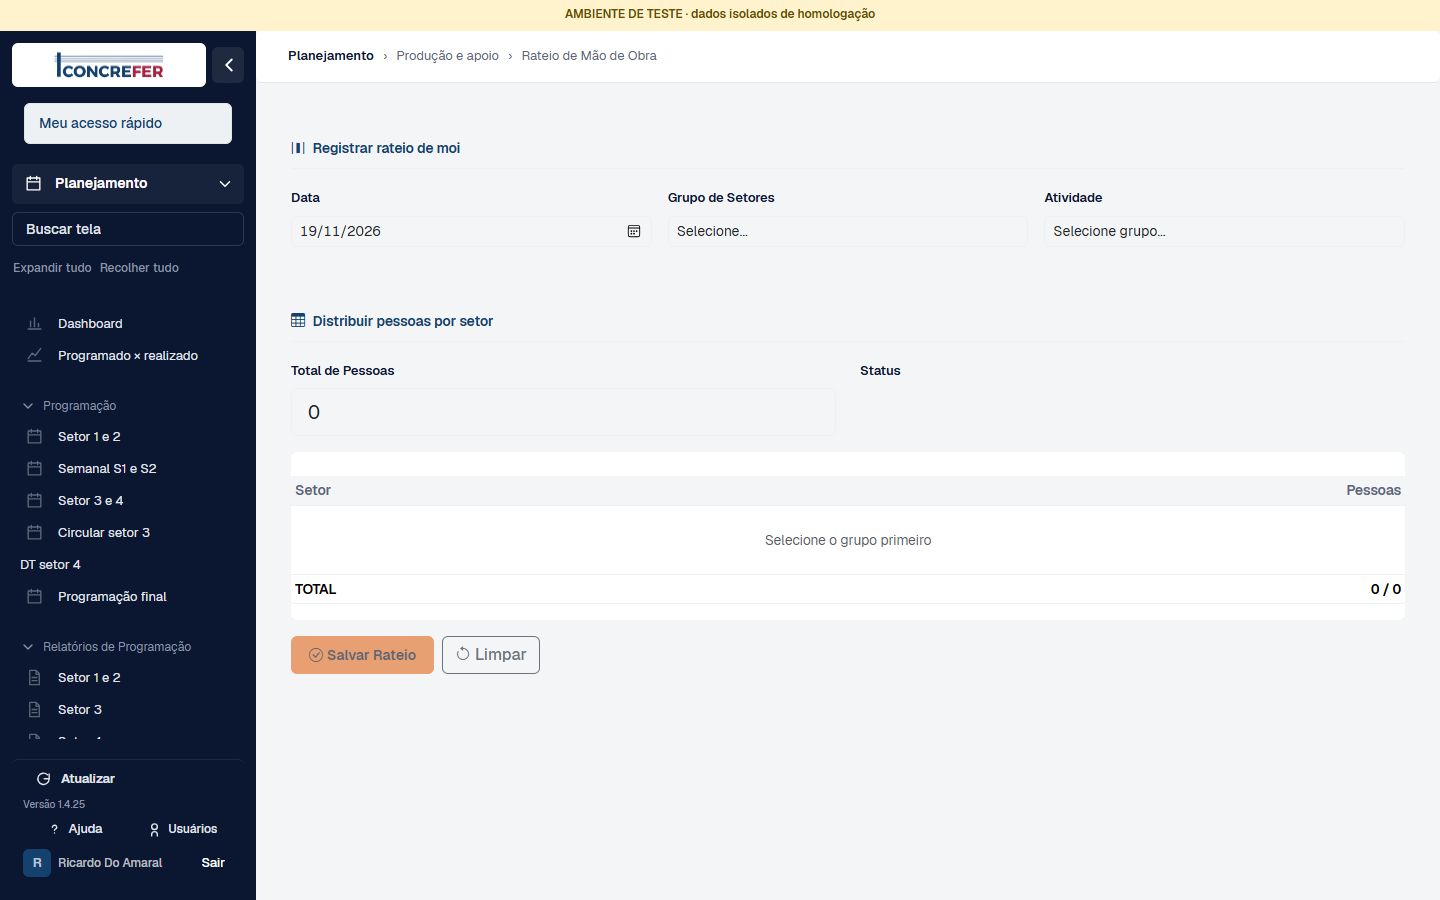 AMBIENTE DE TESTE · dados isolados de homologação
CONCREFER
Meu acesso rápido
Planejamento
Buscar tela
Expandir tudo Recolher tudo
Dashboard
Programado × realizado
Programação
Setor 1 e 2
Semanal S1 e S2
Setor 3 e 4
Circular setor 3
DT setor 4
Programação final
Relatórios de Programação
Setor 1 e 2
Setor 3
Atualizar
Versão 1.4.25
? Ajuda Usuários
R Ricardo Do Amaral Sair
Planejamento › Produção e apoio › Rateio de Mão de Obra
Registrar rateio de moi
Data Grupo de Setores Atividade
19/11/2026 Selecione... Selecione grupo...
Distribuir pessoas por setor
Total de Pessoas Status
0
Setor Pessoas
Selecione o grupo primeiro
TOTAL 0 / 0
Salvar Rateio Limpar